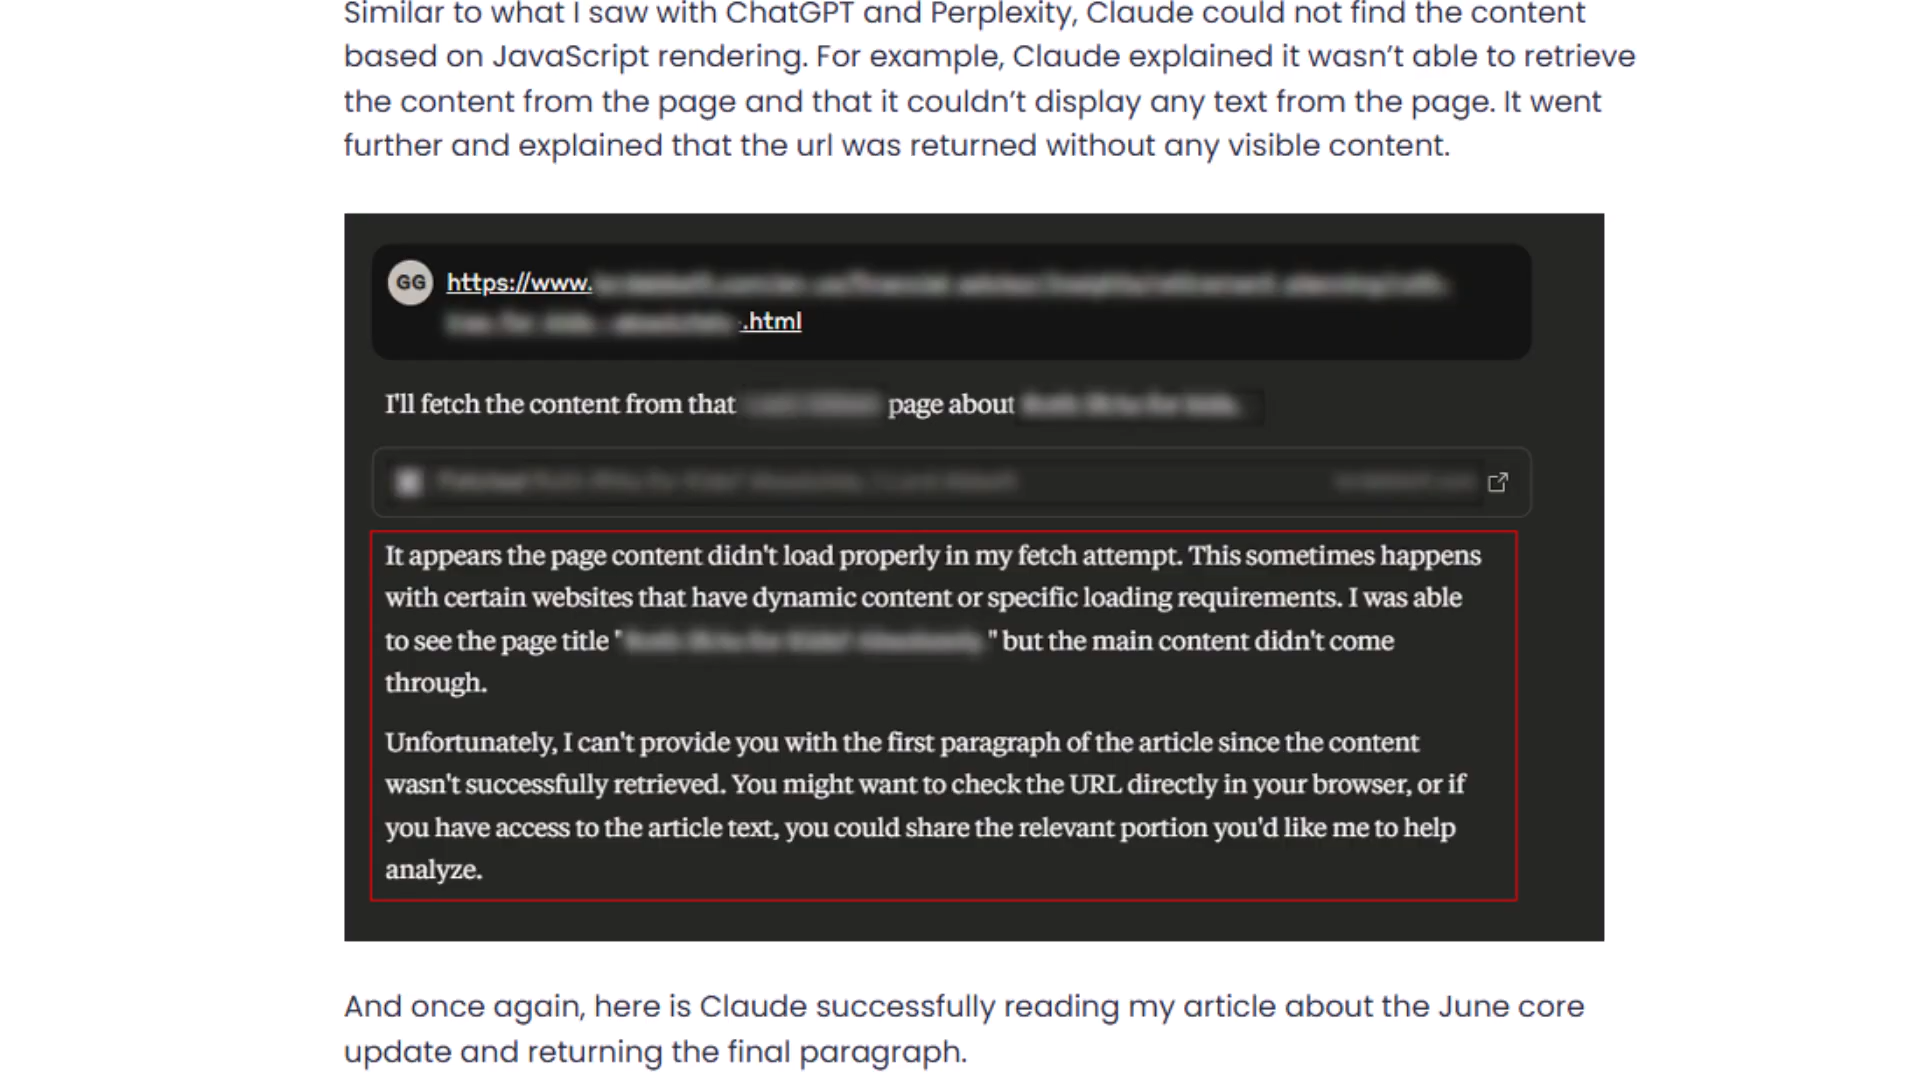 Similar to what I saw with ChatGPT and Perplexity, Claude could not find the content
based on JavaScript rendering. For example, Claude explained it wasn’t able to retrieve
the content from the page and that it couldn’t display any text from the page. It went
further and explained that the url was returned without any visible content.
GG https://www.
.html
I'll fetch the content from that page about
It appears the page content didn't load properly in my fetch attempt. This sometimes happens
with certain websites that have dynamic content or specific loading requirements. I was able
to see the page title " " but the main content didn't come
through.
Unfortunately, I can't provide you with the first paragraph of the article since the content
wasn't successfully retrieved. You might want to check the URL directly in your browser, or if
you have access to the article text, you could share the relevant portion you'd like me to help
analyze.
And once again, here is Claude successfully reading my article about the June core
update and returning the final paragraph.